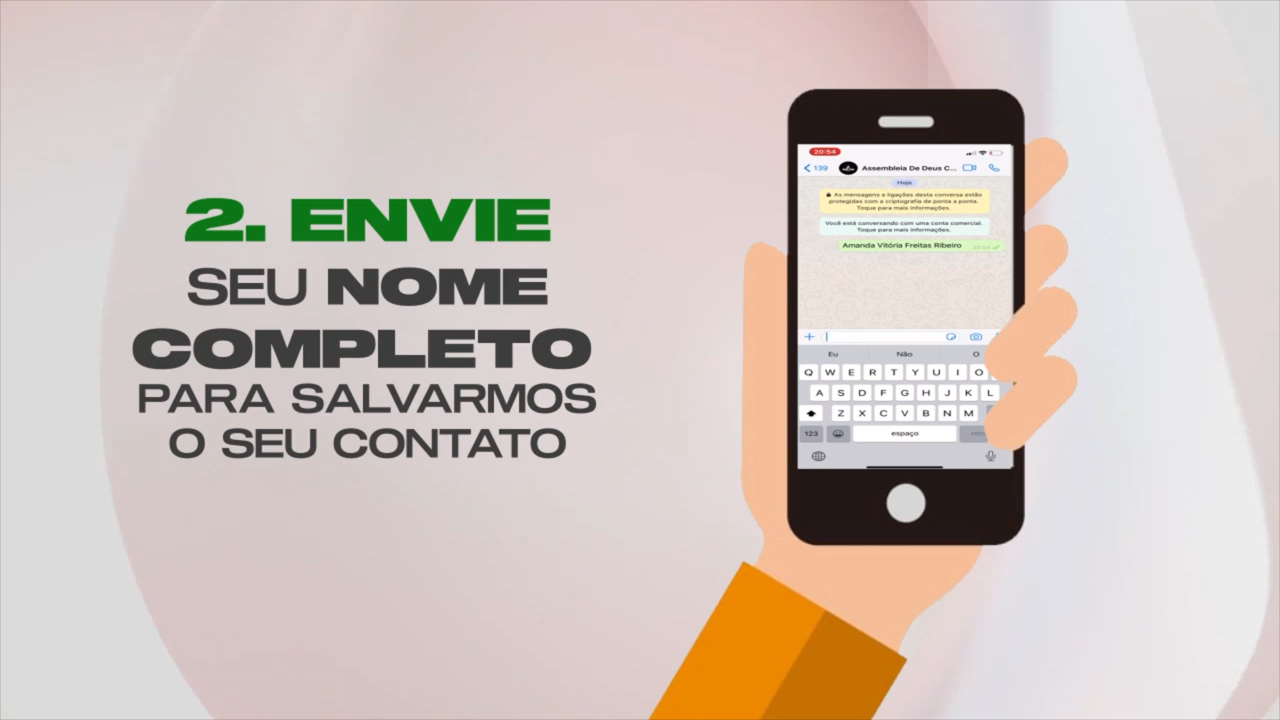 2. ENVIE
SEU NOME
COMPLETO
PARA SALVARMOS
O SEU CONTATO
20:54
139
Assembleia De Deus C...
Hoje
As mensagens e ligações desta conversa estão
protegidas com a criptografia de ponta a ponta.
Toque para mais informações.
Você está conversando com uma conta comercial.
Toque para mais informações.
Amanda Vitória Freitas Ribeiro
Eu Não O
Q W E R T Y U I O
A S D F G H J K L
Z X C V B N M
123 espaço